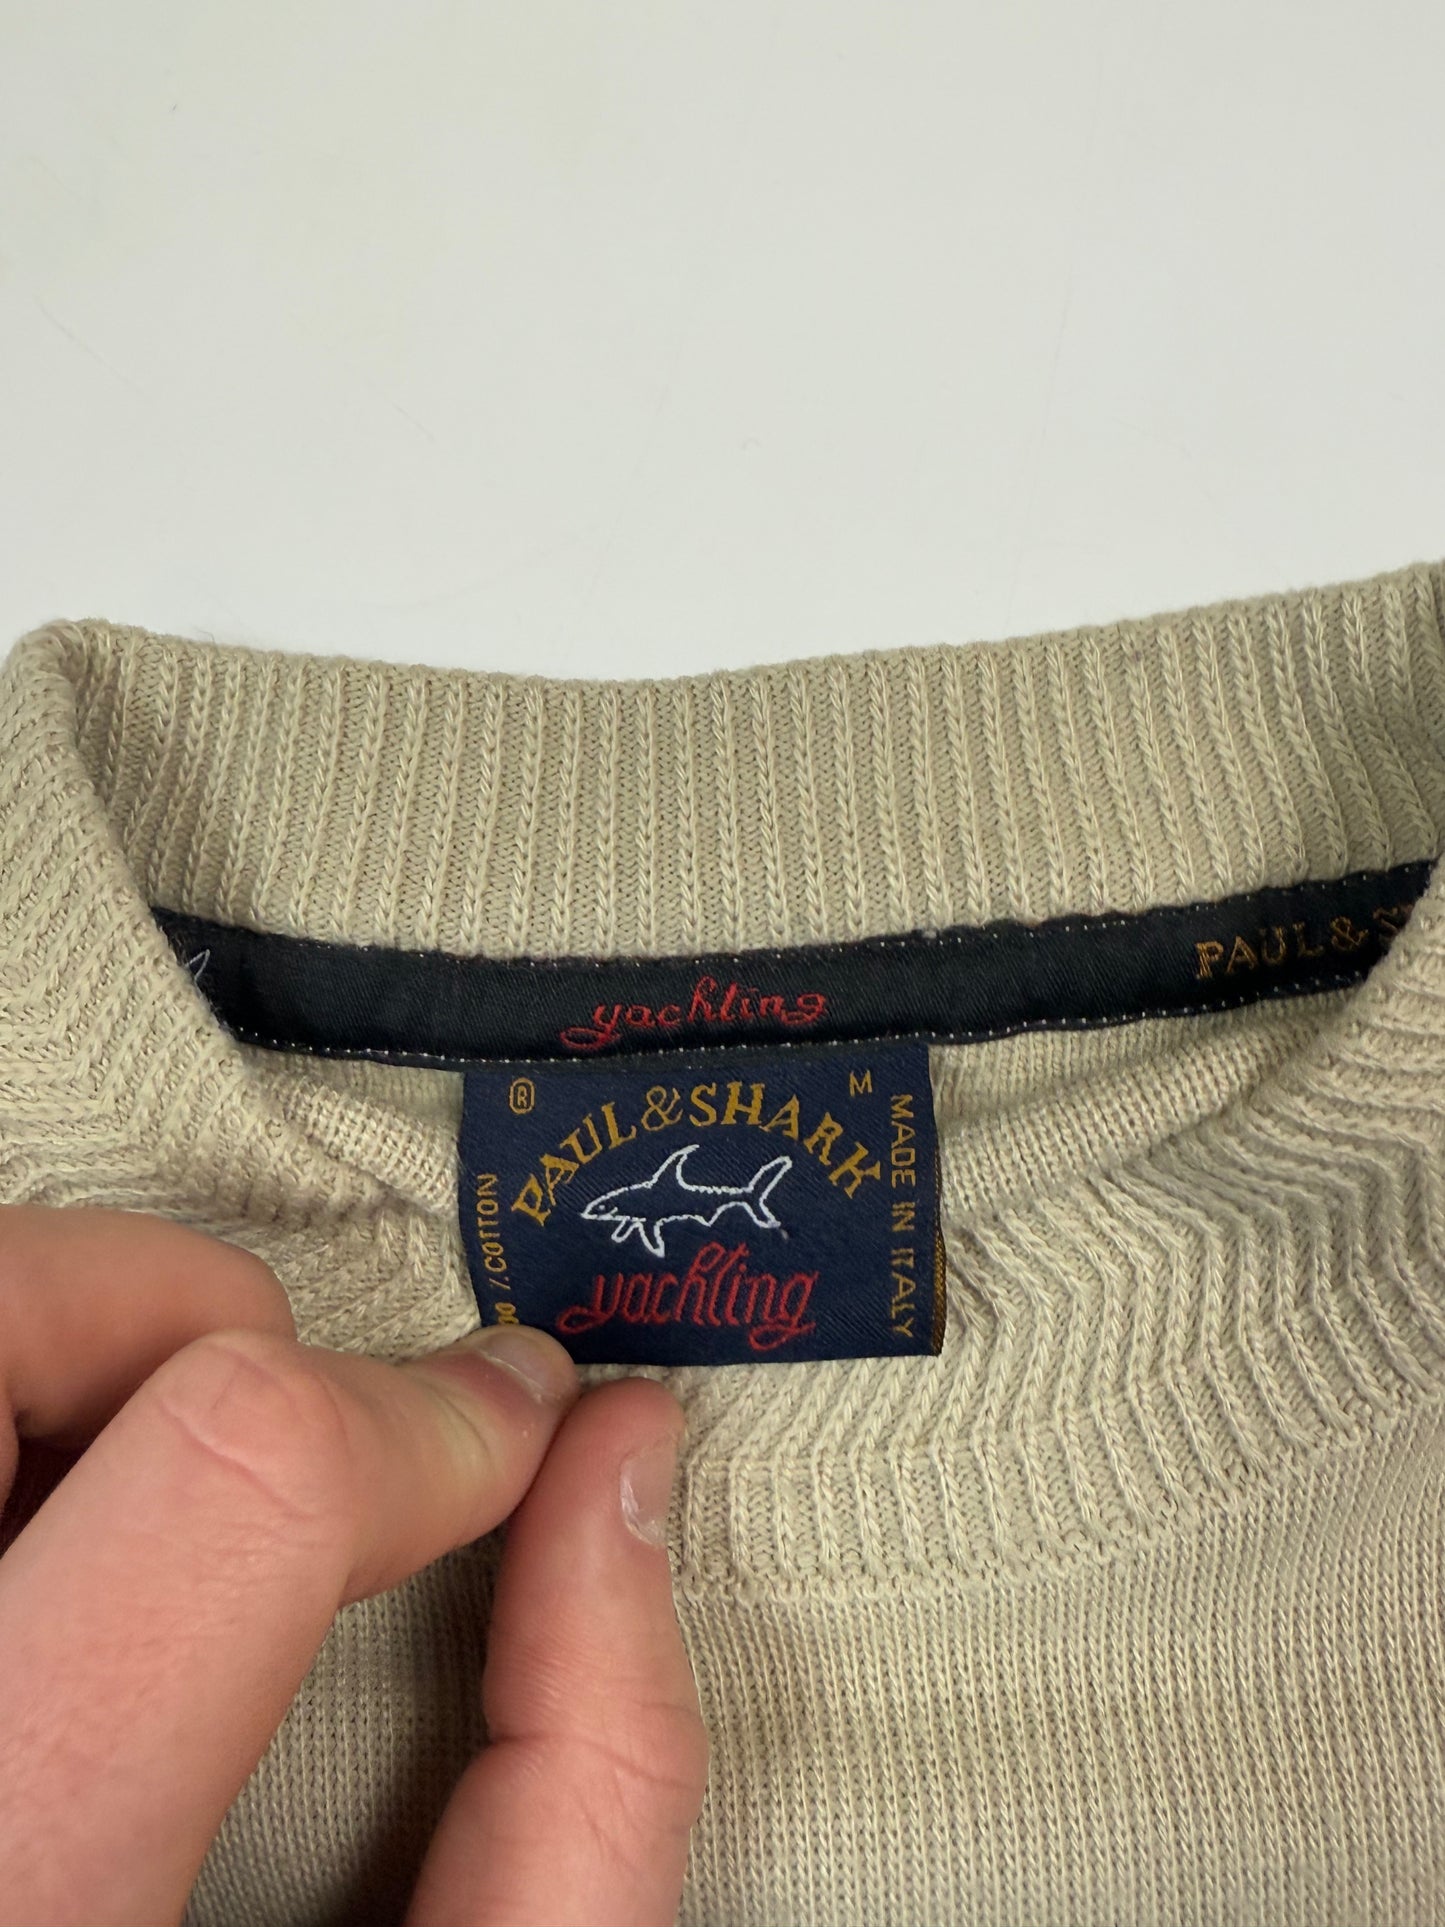 yachting
PAUL &
®
M
PAUL & SHARK
yachting
MADE IN ITALY
% COTTON